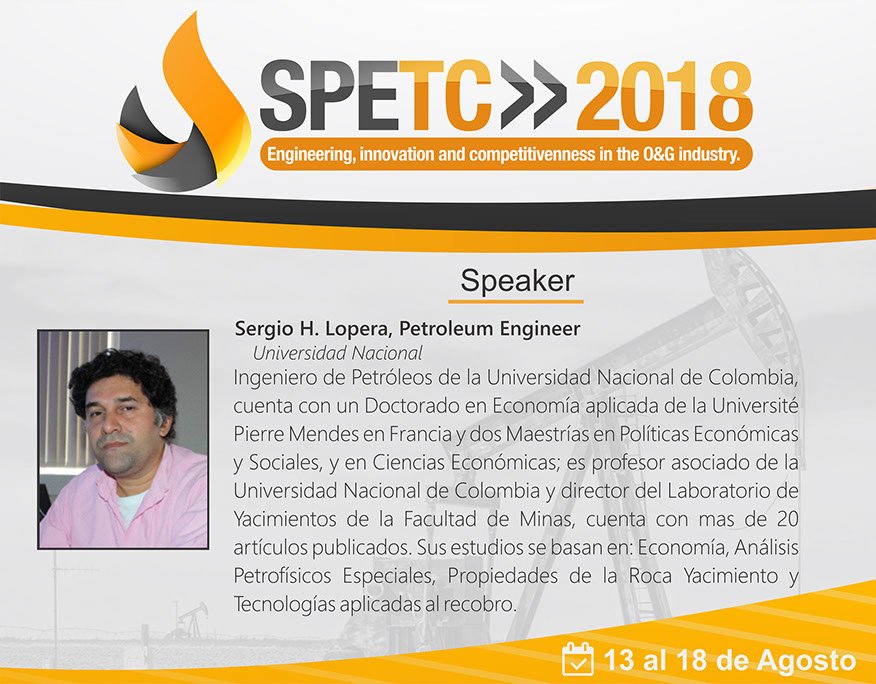 SPETC>>2018
Engineering, innovation and competitivenness in the O&G industry.
Speaker
Sergio H. Lopera, Petroleum Engineer
Universidad Nacional
Ingeniero de Petróleos de la Universidad Nacional de Colombia,
cuenta con un Doctorado en Economía aplicada de la Université
Pierre Mendes en Francia y dos Maestrías en Políticas Económicas
y Sociales, y en Ciencias Económicas; es profesor asociado de la
Universidad Nacional de Colombia y director del Laboratorio de
Yacimientos de la Facultad de Minas, cuenta con mas de 20
artículos publicados. Sus estudios se basan en: Economía, Análisis
Petrofísicos Especiales, Propiedades de la Roca Yacimiento y
Tecnologías aplicadas al recobro.
13 al 18 de Agosto